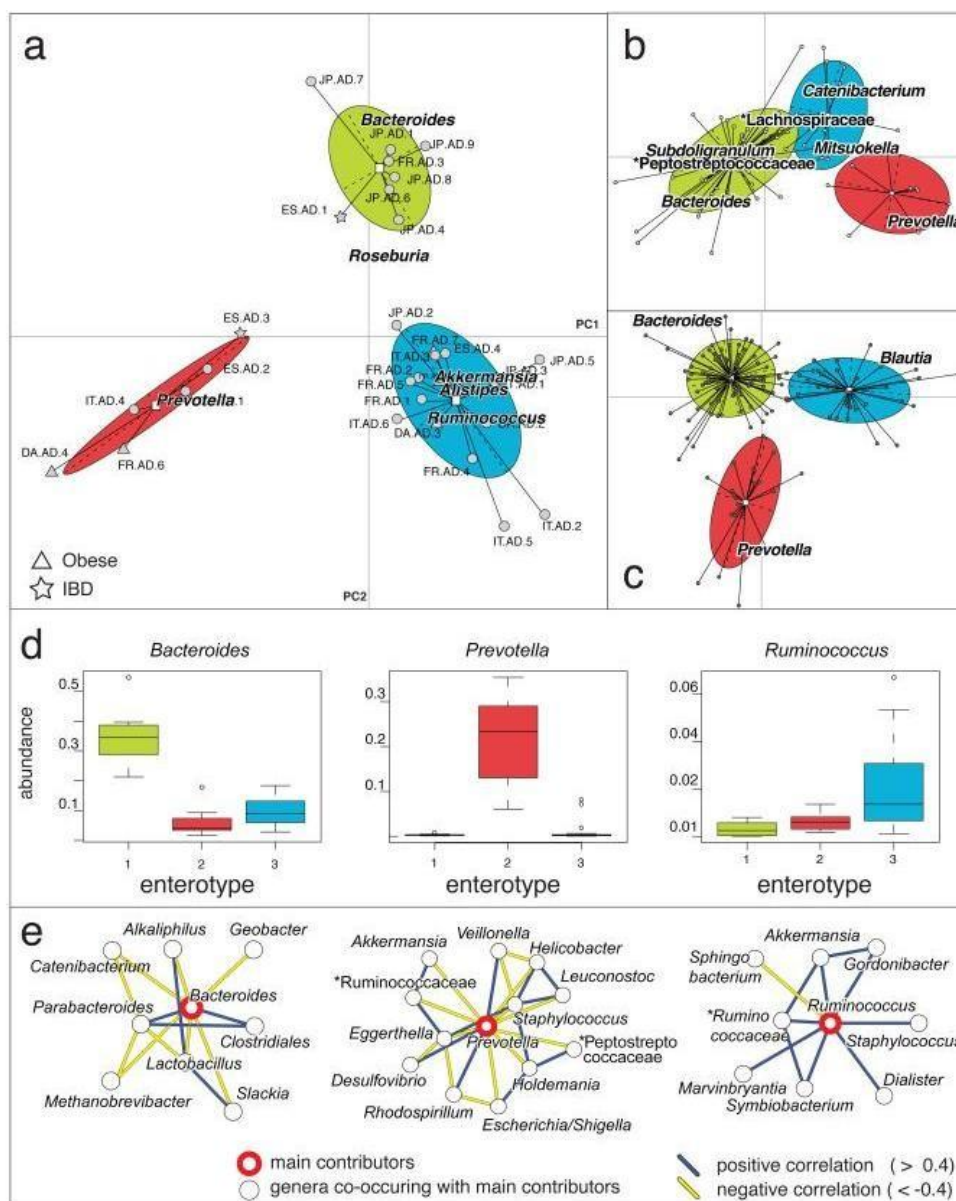 a
JP.AD.7
Bacteroides
JP.AD.1
JP.AD.9
FR.AD.3
JP.AD.8
JP.AD.6
ES.AD.1
JP.AD.4
Roseburia
ES.AD.3
JP.AD.2
PC1
FR.AD.7
IT.AD.3
ES.AD.4
JP.AD.5
ES.AD.2
FR.AD.2
FR.AD.5
Akkermansia
Alistipes
IT.AD.4
Prevotella
FR.AD.1
Ruminococcus
IT.AD.6
DA.AD.3
DA.AD.4
FR.AD.6
FR.AD.4
IT.AD.2
IT.AD.5
Obese
IBD
PC2
b
Catenibacterium
*Lachnospiraceae
Subdoligranulum
Mitsuokella
*Peptostreptococcaceae
Bacteroides
Prevotella
Bacteroides
Blautia
Prevotella
c
d
Bacteroides
Prevotella
Ruminococcus
abundance
0.5
0.3
0.1
1 2 3
enterotype
0.3
0.2
0.1
1 2 3
enterotype
0.06
0.04
0.02
0.01
1 2 3
enterotype
e
Alkaliphilus
Geobacter
Catenibacterium
Parabacteroides
Bacteroides
Clostridiales
Lactobacillus
Methanobrevibacter
Slackia
Akkermansia
Veillonella
Helicobacter
*Ruminococcaceae
Leuconostoc
Eggerthella
Staphylococcus
Prevotella
*Peptostrepto
coccaceae
Desulfovibrio
Holdemania
Rhodospirillum
Escherichia/Shigella
Akkermansia
Sphingo
bacterium
Gordonibacter
Ruminococcus
*Rumino
coccaceae
Staphylococcus
Marvinbryantia
Dialister
Symbiobacterium
main contributors
genera co-occuring with main contributors
positive correlation ( > 0.4)
negative correlation ( < -0.4)